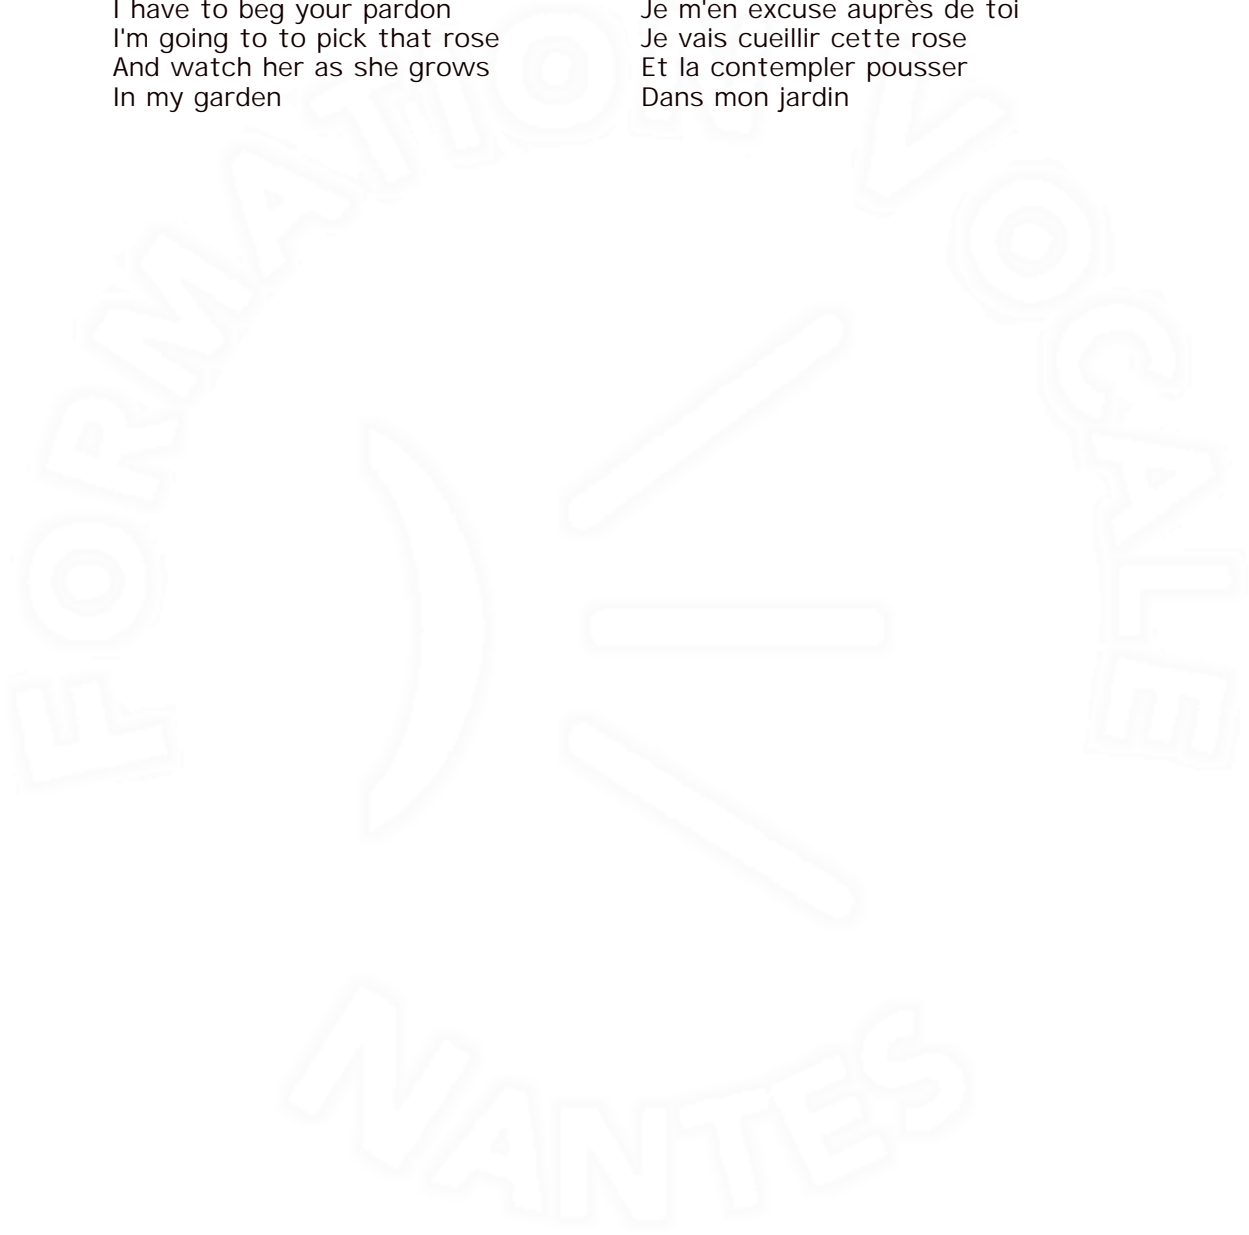 I have to beg your pardon
I'm going to to pick that rose
And watch her as she grows
In my garden
Je m'en excuse auprès de toi
Je vais cueillir cette rose
Et la contempler pousser
Dans mon jardin
FORMATION VOCALE
NANTES